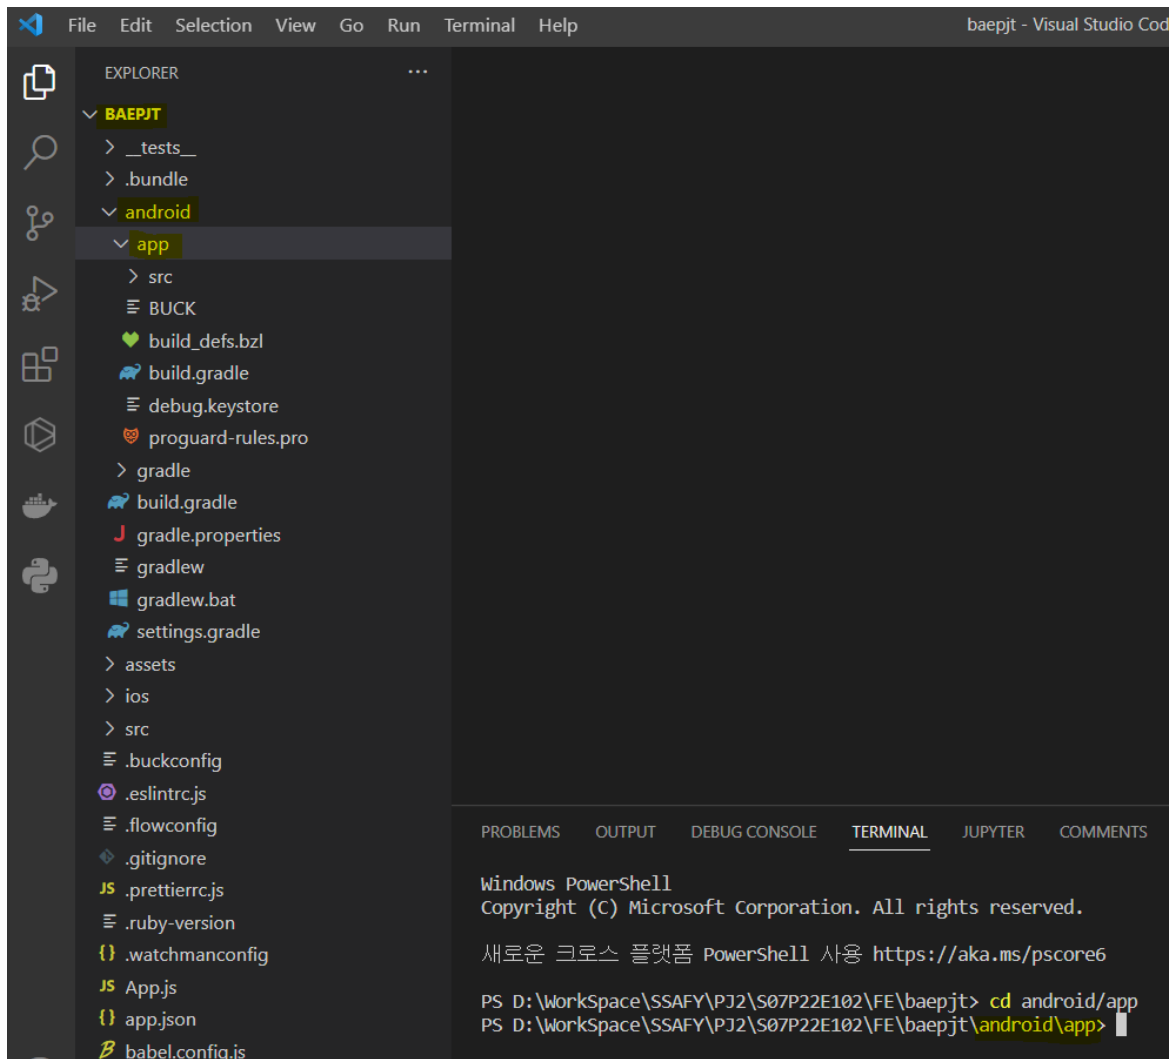 File Edit Selection View Go Run Terminal Help baepjt - Visual Studio Cod
EXPLORER ...
BAEPJT
__tests__
.bundle
android
app
src
BUCK
build_defs.bzl
build.gradle
debug.keystore
proguard-rules.pro
gradle
build.gradle
gradle.properties
gradlew
gradlew.bat
settings.gradle
assets
ios
src
.buckconfig
.eslintrc.js
.flowconfig
.gitignore
JS .prettierrc.js
.ruby-version
{} .watchmanconfig
JS App.js
{} app.json
babel.config.js
PROBLEMS OUTPUT DEBUG CONSOLE TERMINAL JUPYTER COMMENTS
Windows PowerShell
Copyright (C) Microsoft Corporation. All rights reserved.
새로운 크로스 플랫폼 PowerShell 사용 https://aka.ms/pscore6
PS D:\WorkSpace\SSAFY\PJ2\S07P22E102\FE\baepjt> cd android/app
PS D:\WorkSpace\SSAFY\PJ2\S07P22E102\FE\baepjt\android\app>